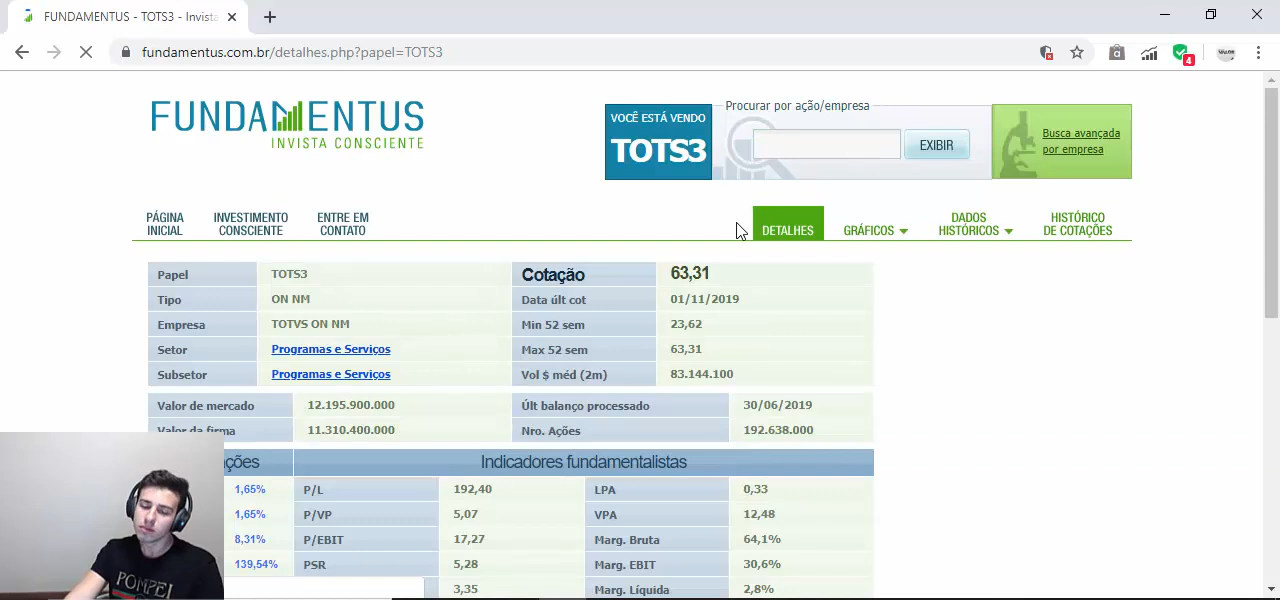 FUNDAMENTUS - TOTS3 - Invist
fundamentus.com.br/detalhes.php?papel=TOTS3
4
FUNDAMENTUS
INVISTA CONSCIENTE
VOCÊ ESTÁ VENDO
TOTS3
Procurar por ação/empresa
EXIBIR
Busca avançada
por empresa
PÁGINA
INICIAL
INVESTIMENTO
CONSCIENTE
ENTRE EM
CONTATO
DETALHES
GRÁFICOS
DADOS
HISTÓRICOS
HISTÓRICO
DE COTAÇÕES
Papel TOTS3 Cotação 63,31
Tipo ON NM Data últ cot 01/11/2019
Empresa TOTVS ON NM Min 52 sem 23,62
Setor Programas e Serviços Max 52 sem 63,31
Subsetor Programas e Serviços Vol $ méd (2m) 83.144.100
Valor de mercado 12.195.900.000 Últ balanço processado 30/06/2019
Valor da firma 11.310.400.000 Nro. Ações 192.638.000
ções Indicadores fundamentalistas
1,65% P/L 192,40 LPA 0,33
1,65% P/VP 5,07 VPA 12,48
8,31% P/EBIT 17,27 Marg. Bruta 64,1%
139,54% PSR 5,28 Marg. EBIT 30,6%
3,35 Marg. Líquida 2,8%
POMPEI